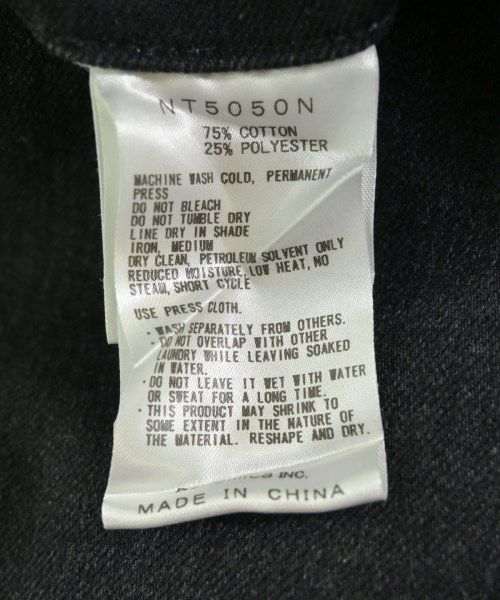 NT5050N
75% COTTON
25% POLYESTER
MACHINE WASH COLD, PERMANENT
PRESS
DO NOT BLEACH
DO NOT TUMBLE DRY
LINE DRY IN SHADE
IRON, MEDIUM
DRY CLEAN, PETROLEUM SOLVENT ONLY
REDUCED MOISTURE, LOW HEAT, NO
STEAM, SHORT CYCLE
USE PRESS CLOTH.
・WASH SEPARATELY FROM OTHERS.
・DO NOT OVERLAP WITH OTHER
LAUNDRY WHILE LEAVING SOAKED
IN WATER.
・DO NOT LEAVE IT WET WITH WATER
OR SWEAT FOR A LONG TIME.
・THIS PRODUCT MAY SHRINK TO
SOME EXTENT IN THE NATURE OF
THE MATERIAL. RESHAPE AND DRY.
INC.
MADE IN CHINA